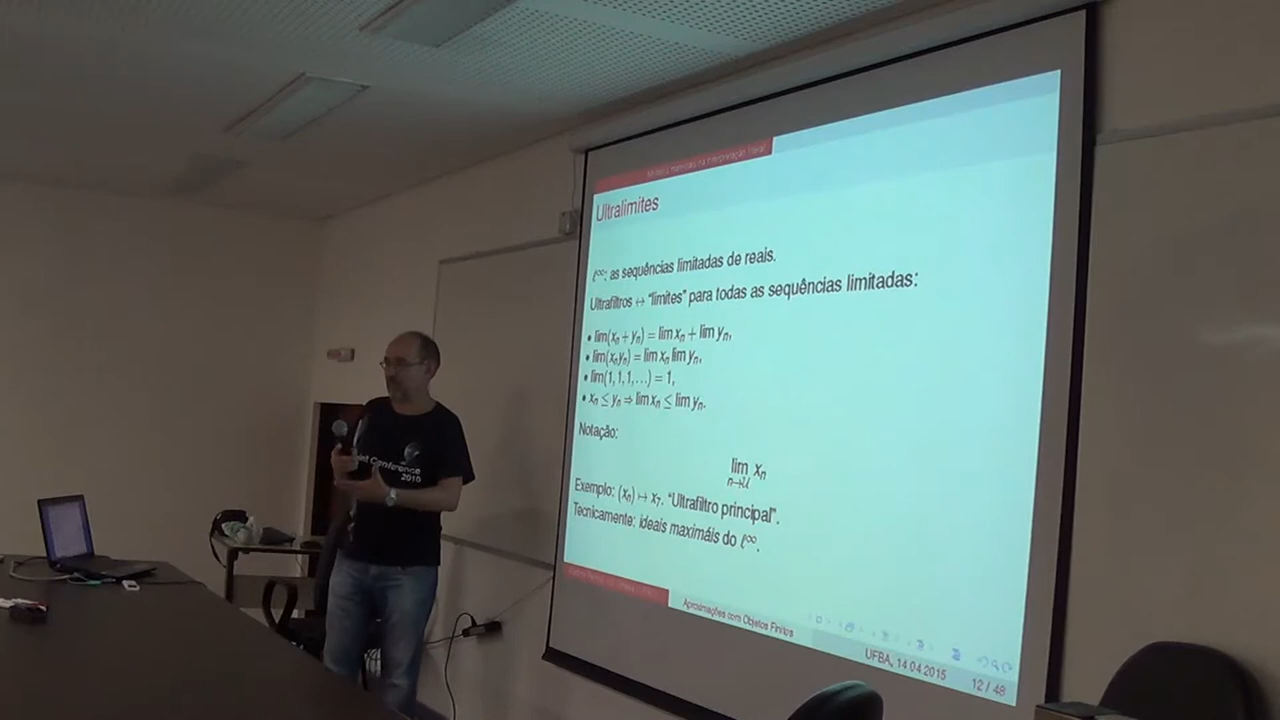 Ultralimites
ℓ∞: as sequências limitadas de reais.
Ultrafiltros ↔ “limites” para todas as sequências limitadas:
• lim(xₙ + yₙ) = lim xₙ + lim yₙ,
• lim(xₙyₙ) = lim xₙ lim yₙ,
• lim(1, 1, 1, …) = 1,
• xₙ ≤ yₙ ⇒ lim xₙ ≤ lim yₙ.
Notação:
lim xₙ
n→𝒰
Exemplo: (xₙ) ↦ x₇. “Ultrafiltro principal”.
Tecnicamente: ideais maximáis do ℓ∞.
Aproximações com Objetos Finitos
UFBA, 14 04 2015
12 / 48
Conference
2015